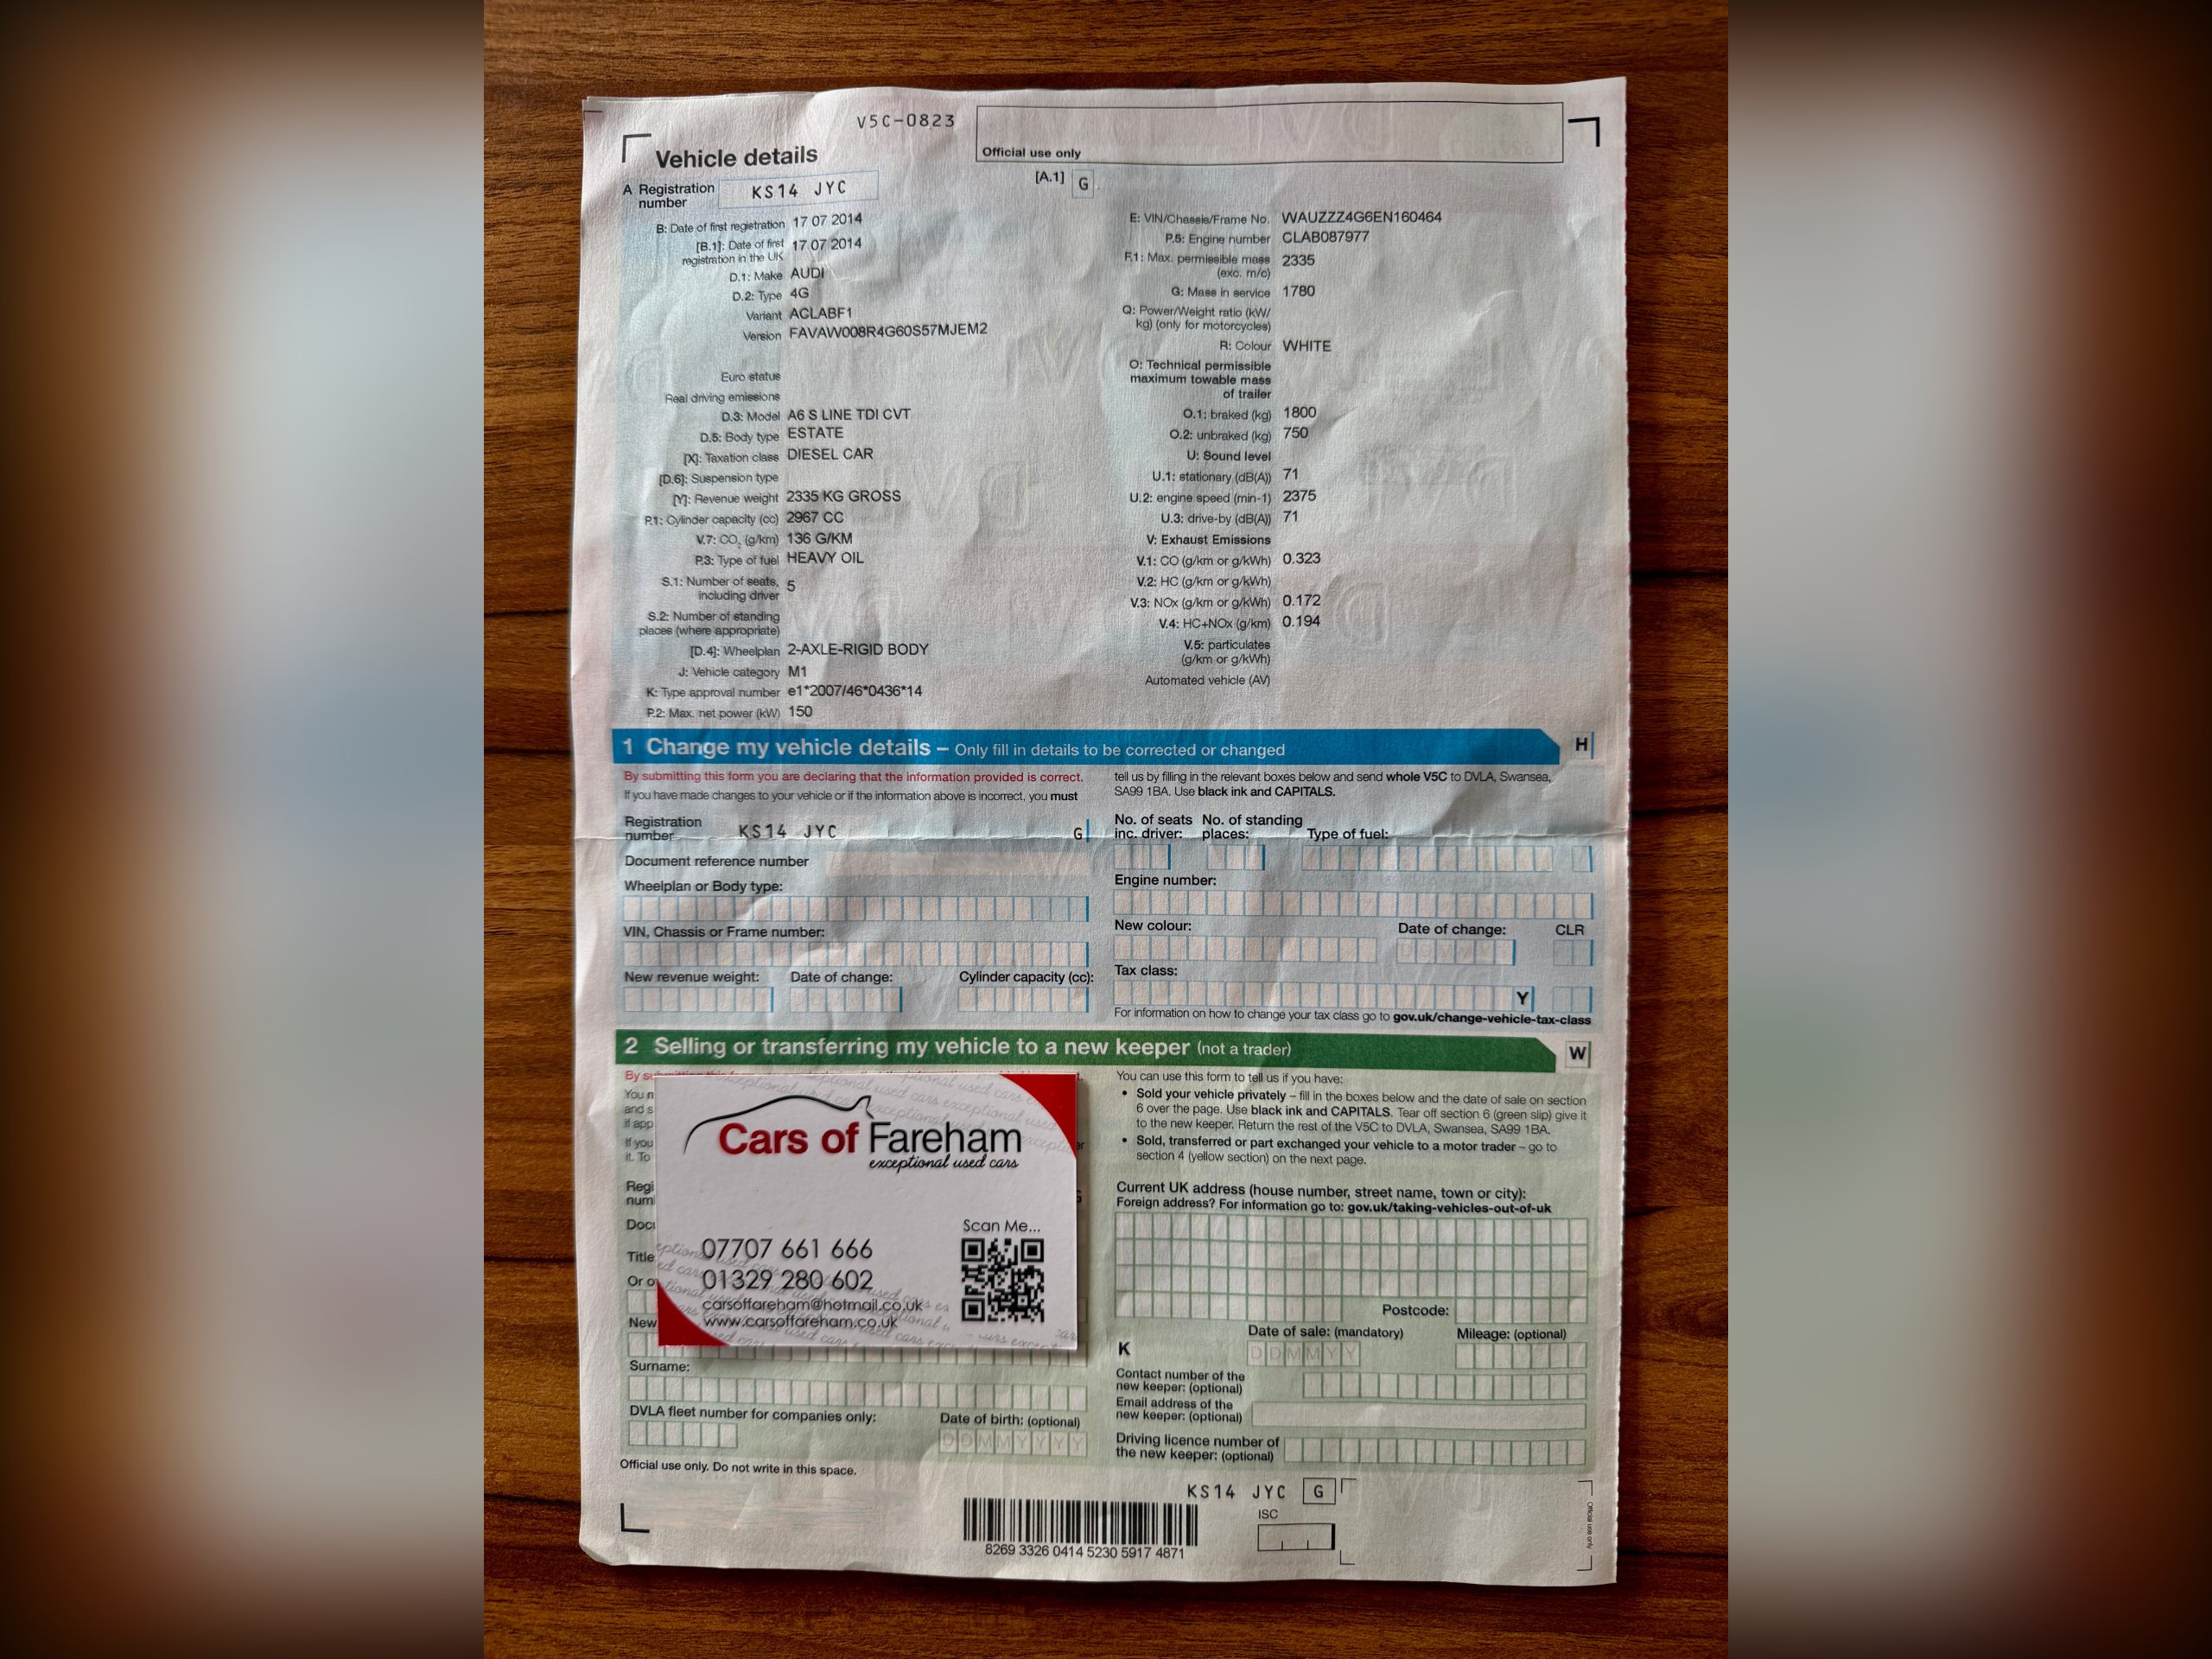 V5C-0823
Official use only
Vehicle details
A Registration number KS14 JYC
[A.1] G
B: Date of first registration 17 07 2014
[B.1]: Date of first registration in the UK 17 07 2014
D.1: Make AUDI
D.2: Type 4G
Variant ACLABF1
Version FAVAW008R4G60S57MJEM2
Euro status
Real driving emissions
D.3: Model A6 S LINE TDI CVT
D.5: Body type ESTATE
[X]: Taxation class DIESEL CAR
[D.6]: Suspension type
[Y]: Revenue weight 2335 KG GROSS
P.1: Cylinder capacity (cc) 2967 CC
V.7: CO2 (g/km) 136 G/KM
P.3: Type of fuel HEAVY OIL
S.1: Number of seats, including driver 5
S.2: Number of standing places (where appropriate)
[D.4]: Wheelplan 2-AXLE-RIGID BODY
J: Vehicle category M1
K: Type approval number e1*2007/46*0436*14
P.2: Max. net power (kW) 150
E: VIN/Chassis/Frame No. WAUZZZ4G6EN160464
P.5: Engine number CLAB087977
F.1: Max. permissible mass (exc. m/c) 2335
G: Mass in service 1780
Q: Power/Weight ratio (kW/kg) (only for motorcycles)
R: Colour WHITE
O: Technical permissible maximum towable mass of trailer
O.1: braked (kg) 1800
O.2: unbraked (kg) 750
U: Sound level
U.1: stationary (dB(A)) 71
U.2: engine speed (min-1) 2375
U.3: drive-by (dB(A)) 71
V: Exhaust Emissions
V.1: CO (g/km or g/kWh) 0.323
V.2: HC (g/km or g/kWh)
V.3: NOx (g/km or g/kWh) 0.172
V.4: HC+NOx (g/km) 0.194
V.5: particulates (g/km or g/kWh)
Automated vehicle (AV)
1 Change my vehicle details – Only fill in details to be corrected or changed
H
By submitting this form you are declaring that the information provided is correct.
If you have made changes to your vehicle or if the information above is incorrect, you must
tell us by filling in the relevant boxes below and send whole V5C to DVLA, Swansea,
SA99 1BA. Use black ink and CAPITALS.
Registration number KS14 JYC G
Document reference number
Wheelplan or Body type:
VIN, Chassis or Frame number:
New revenue weight: Date of change: Cylinder capacity (cc):
No. of seats inc. driver: No. of standing places: Type of fuel:
Engine number:
New colour: Date of change: CLR
DDMMYY
Tax class:
Y
For information on how to change your tax class go to gov.uk/change-vehicle-tax-class
2 Selling or transferring my vehicle to a new keeper (not a trader)
W
Cars of Fareham
exceptional used cars
Scan Me...
07707 661 666
01329 280 602
carsoffareham@hotmail.co.uk
www.carsoffareham.co.uk
By
You
and s
if app
If you
it. To
Title
New
Surname:
DVLA fleet number for companies only: Date of birth: (optional)
DDMMYYYY
Official use only. Do not write in this space.
You can use this form to tell us if you have:
• Sold your vehicle privately – fill in the boxes below and the date of sale on section
6 over the page. Use black ink and CAPITALS. Tear off section 6 (green slip) give it
to the new keeper. Return the rest of the V5C to DVLA, Swansea, SA99 1BA.
• Sold, transferred or part exchanged your vehicle to a motor trader – go to
section 4 (yellow section) on the next page.
Current UK address (house number, street name, town or city):
Foreign address? For information go to: gov.uk/taking-vehicles-out-of-uk
Postcode:
Date of sale: (mandatory) Mileage: (optional)
K
DDMMYY
Contact number of the
new keeper: (optional)
Email address of the
new keeper: (optional)
Driving licence number of
the new keeper: (optional)
KS14 JYC G
ISC
8269 3326 0414 5230 5917 4871
Official use only